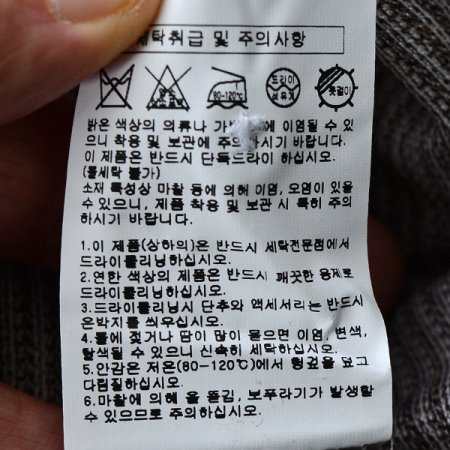 세탁취급 및 주의사항
80~120℃
드라이
석유계
옷걸이
밝은 색상의 의류나 가방 등에 이염될 수 있
으니 착용 및 보관시 주의하시기 바랍니다.
이 제품은 반드시 단독드라이 하십시오.
(물세탁 불가)
소재 특성상 마찰 등에 의해 이염, 오염이 있을
수 있으니, 제품 착용 및 보관 시 특히 주의
하시기 바랍니다.
1.이 제품(상하의)은 반드시 세탁전문점에서
드라이클리닝하십시오.
2.연한 색상의 제품은 반드시 깨끗한 용제로
드라이클리닝하십시오.
3.드라이클리닝시 단추와 액세서리는 반드시
은박지를 씌우십시오.
4.물에 젖거나 땀이 많이 묻으면 이염, 변색,
탈색될 수 있으니 신속히 세탁하십시오.
5.안감은 저온(80-120℃)에서 헝겊을 덮고
다림질하십시오.
6.마찰에 의해 올 뜯김, 보푸라기가 발생할
수 있으므로 주의하십시오.